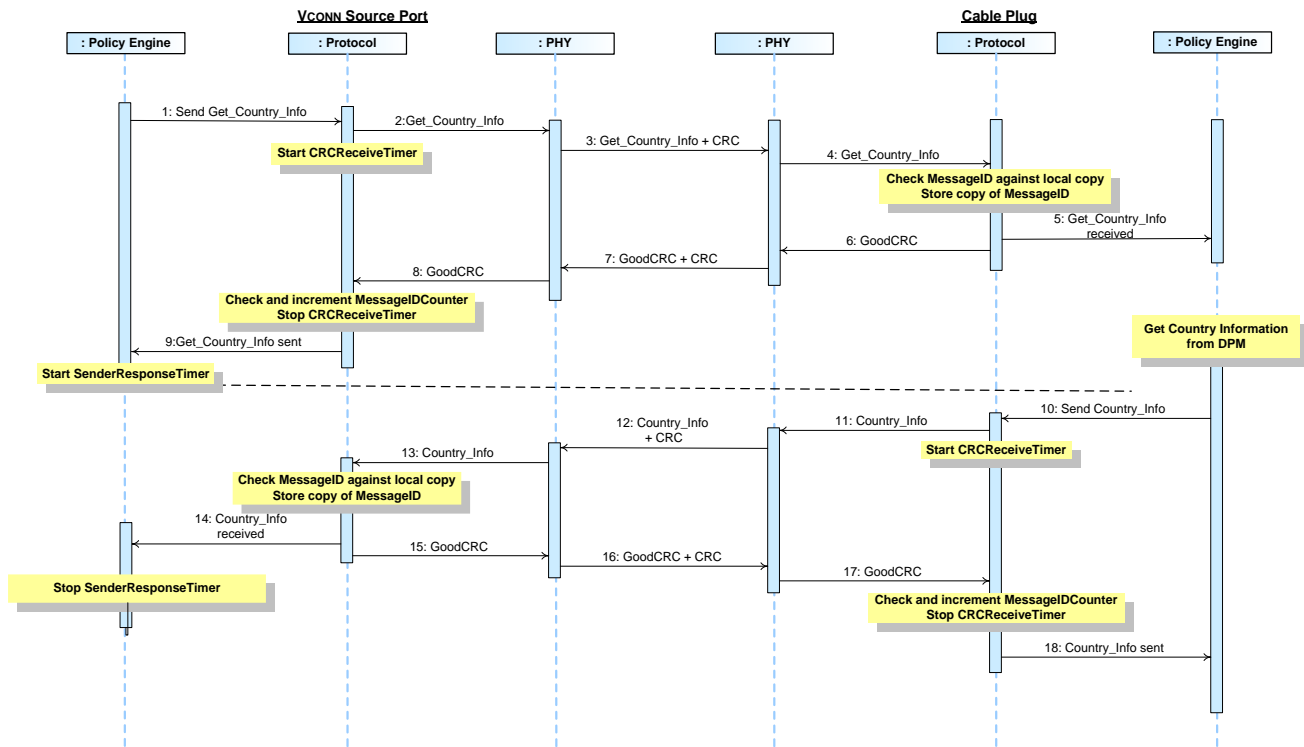 VCONN Source Port
Cable Plug
: Policy Engine
: Protocol
: PHY
: PHY
: Protocol
: Policy Engine
1: Send Get_Country_Info
2:Get_Country_Info
Start CRCReceiveTimer
3: Get_Country_Info + CRC
4: Get_Country_Info
Check MessageID against local copy
Store copy of MessageID
5: Get_Country_Info
received
6: GoodCRC
7: GoodCRC + CRC
8: GoodCRC
Check and increment MessageIDCounter
Stop CRCReceiveTimer
9:Get_Country_Info sent
Start SenderResponseTimer
Get Country Information
from DPM
10: Send Country_Info
11: Country_Info
Start CRCReceiveTimer
12: Country_Info
+ CRC
13: Country_Info
Check MessageID against local copy
Store copy of MessageID
14: Country_Info
received
15: GoodCRC
16: GoodCRC + CRC
17: GoodCRC
Stop SenderResponseTimer
Check and increment MessageIDCounter
Stop CRCReceiveTimer
18: Country_Info sent